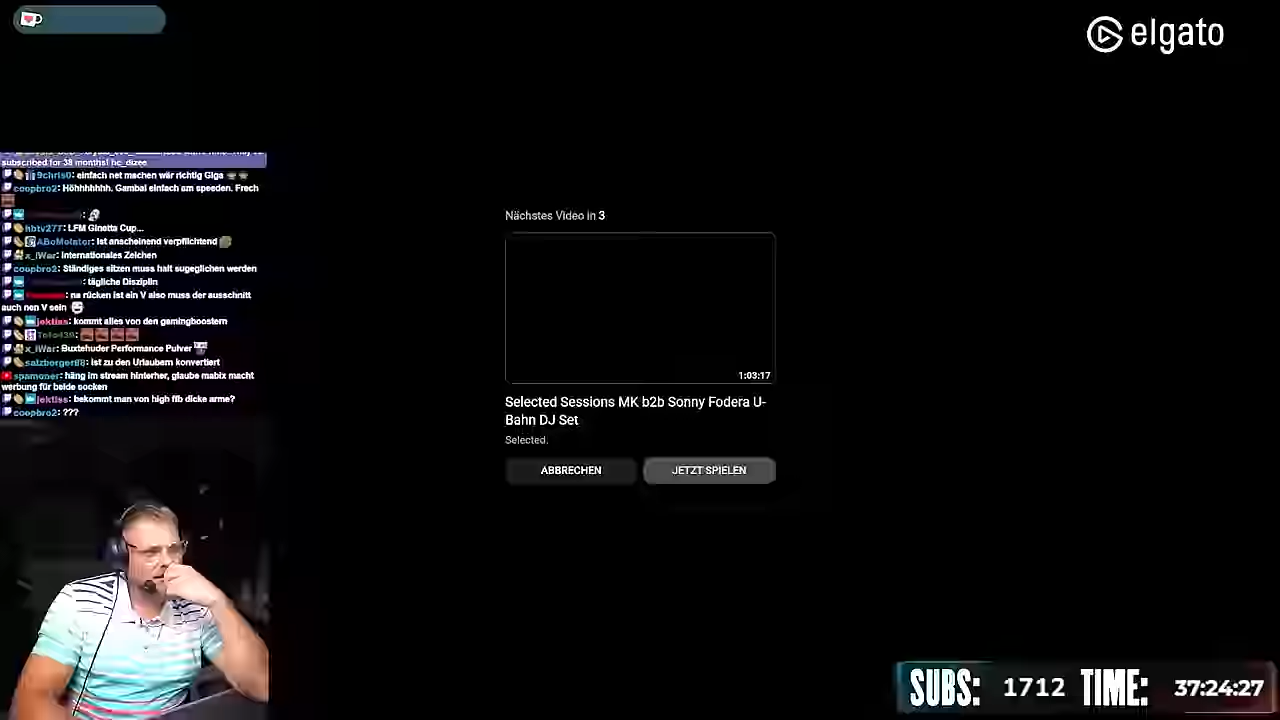 elgato
subscribed for 38 months! hc_dizee
9chris0: einfach net machen wär richtig Giga
coopbro2: Höhhhhhhh. Gambal einfach am speeden. Frech
hbtv277: LFM Ginetta Cup...
ABoMeister: Ist anscheinend verpflichtend
x_iWar: Internationales Zeichen
coopbro2: Ständiges sitzen muss halt sugeglichen werden
: tägliche Disziplin
: na rücken ist ein V also muss der ausschnitt
auch nen V sein
jektiss: kommt alles von den gamingboostern
x_iWar: Buxtehuder Performance Pulver
salzberger88: ist zu den Urlaubern konvertiert
spamoner: häng im stream hinterher, glaube mabix macht
werbung für beide socken
jektiss: bekommt man von high fib dicke arme?
coopbro2: ???
Nächstes Video in 3
1:03:17
Selected Sessions MK b2b Sonny Fodera U-
Bahn DJ Set
Selected.
ABBRECHEN
JETZT SPIELEN
SUBS: 1712 TIME: 37:24:27